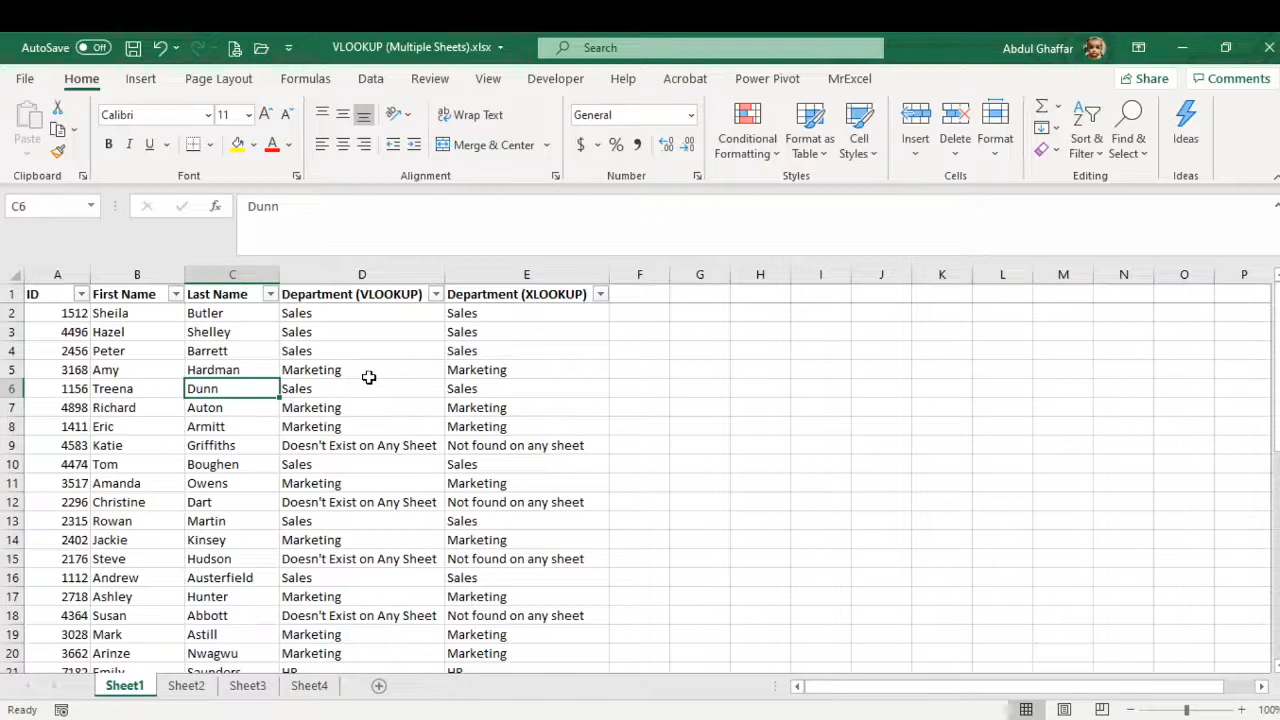 AutoSave Off VLOOKUP (Multiple Sheets).xlsx Search Abdul Ghaffar
File Home Insert Page Layout Formulas Data Review View Developer Help Acrobat Power Pivot MrExcel Share Comments
Paste Calibri 11 A A B I U A ab Wrap Text Merge & Center General $ % 9 Conditional Formatting Format as Table Cell Styles Insert Delete Format Sort & Filter Find & Select Ideas
Clipboard Font Alignment Number Styles Cells Editing Ideas
C6 fx Dunn
A B C D E F G H I J K L M N O P
1 ID First Name Last Name Department (VLOOKUP) Department (XLOOKUP)
2 1512 Sheila Butler Sales Sales
3 4496 Hazel Shelley Sales Sales
4 2456 Peter Barrett Sales Sales
5 3168 Amy Hardman Marketing Marketing
6 1156 Treena Dunn Sales Sales
7 4898 Richard Auton Marketing Marketing
8 1411 Eric Armitt Marketing Marketing
9 4583 Katie Griffiths Doesn't Exist on Any Sheet Not found on any sheet
10 4474 Tom Boughen Sales Sales
11 3517 Amanda Owens Marketing Marketing
12 2296 Christine Dart Doesn't Exist on Any Sheet Not found on any sheet
13 2315 Rowan Martin Sales Sales
14 2402 Jackie Kinsey Marketing Marketing
15 2176 Steve Hudson Doesn't Exist on Any Sheet Not found on any sheet
16 1112 Andrew Austerfield Sales Sales
17 2718 Ashley Hunter Marketing Marketing
18 4364 Susan Abbott Doesn't Exist on Any Sheet Not found on any sheet
19 3028 Mark Astill Marketing Marketing
20 3662 Arinze Nwagwu Marketing Marketing
21 7182 Emily Saunders HR HR
Sheet1 Sheet2 Sheet3 Sheet4
Ready 100%